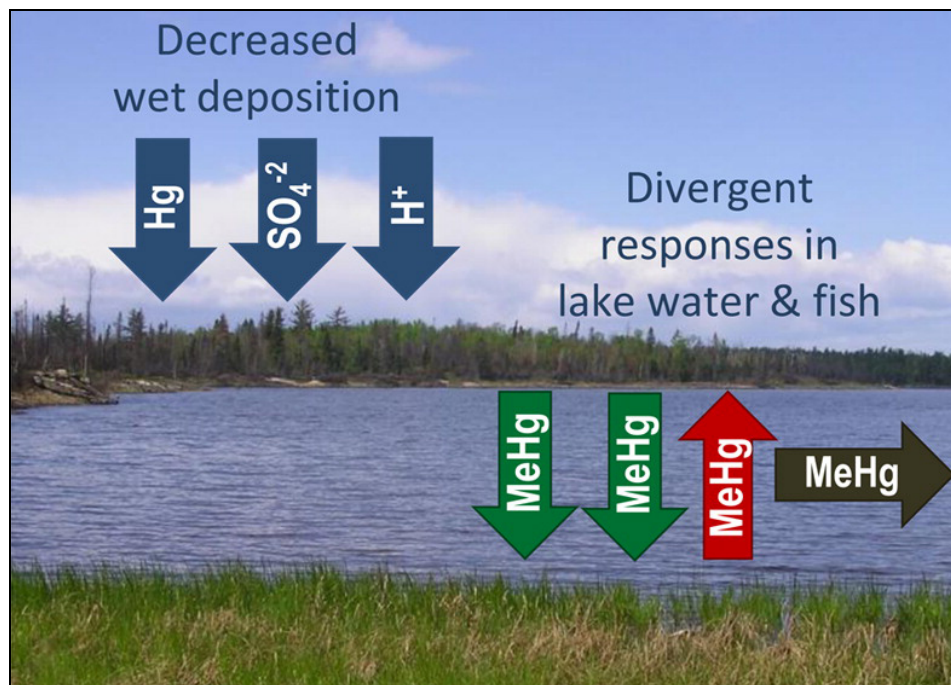 Decreased
wet deposition
Hg
SO₄⁻²
H⁺
Divergent
responses in
lake water & fish
MeHg
MeHg
MeHg
MeHg